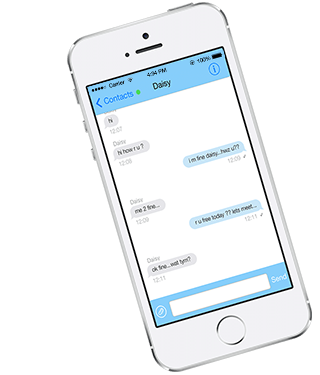 Carrier 4:34 PM 100%
Contacts Daisy
hi
12:07
Daisy
hi how r u ?
12:08
i m fine daisy...hwz u??
12:09
Daisy
me 2 fine...
12:09
r u free today ?? lets meet...
12:11
Daisy
ok fine...wat tym?
12:11
Send